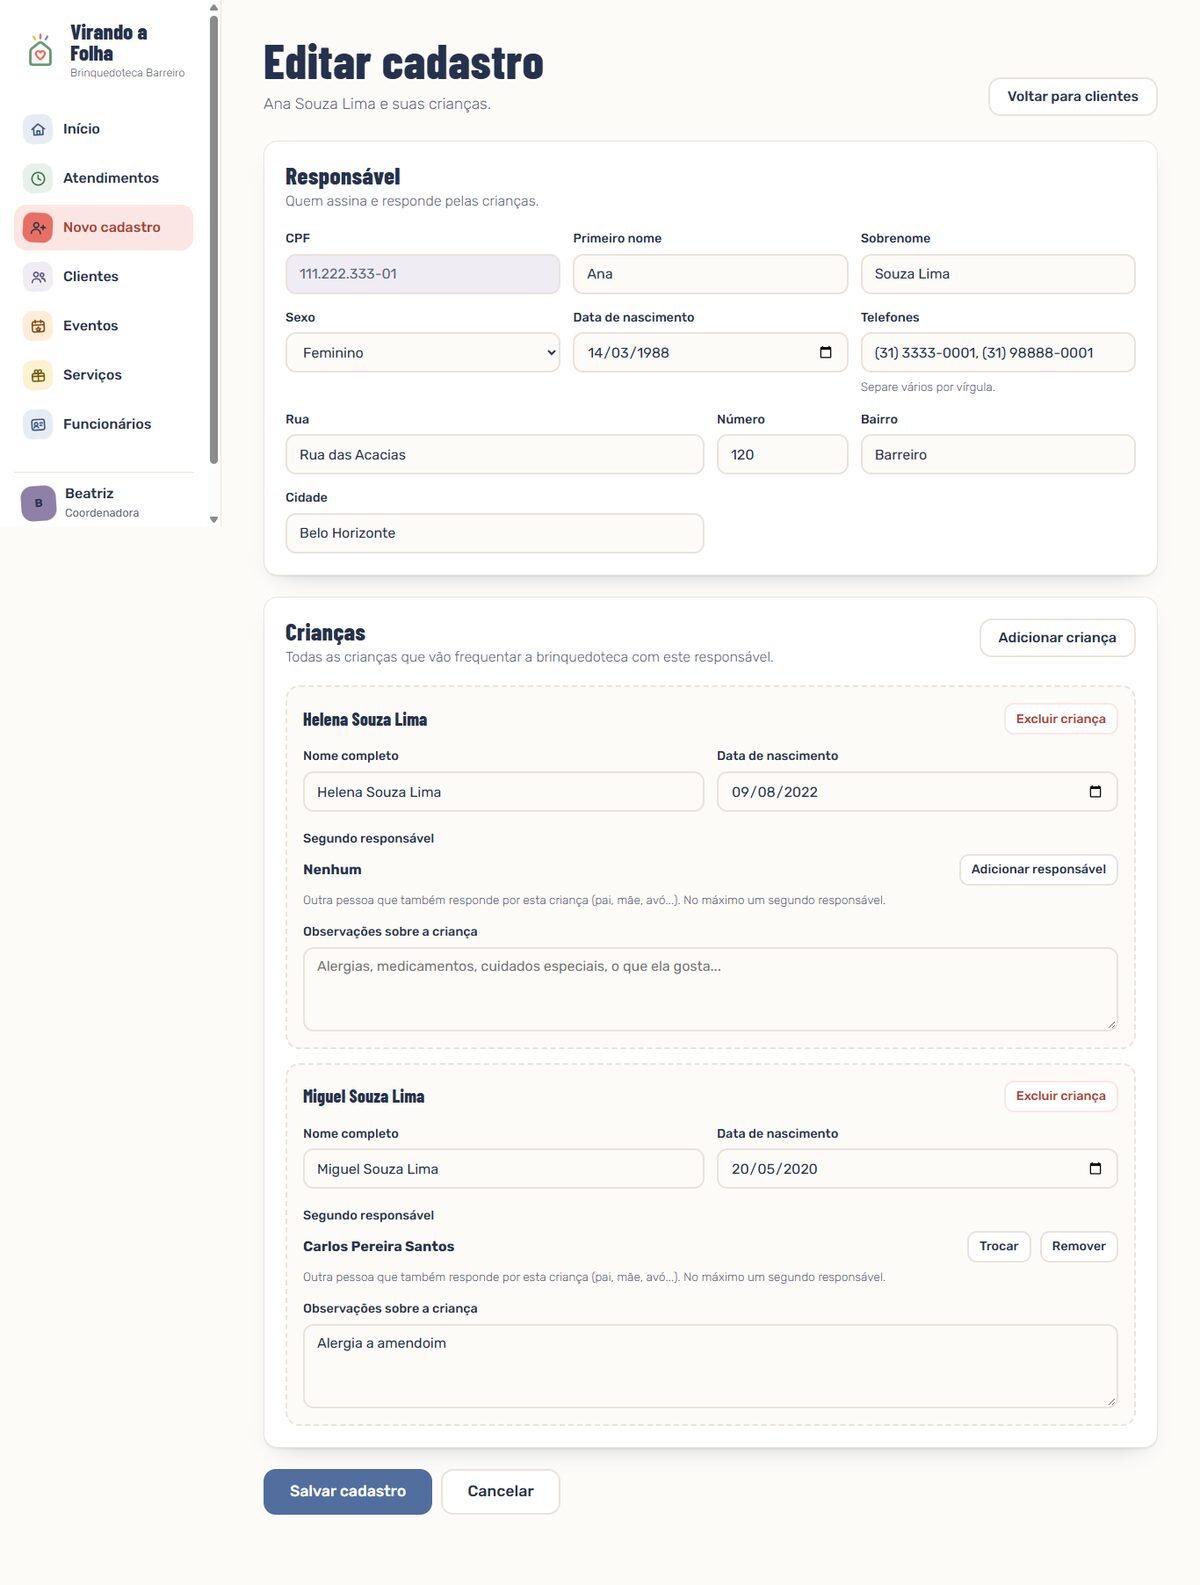 Virando a
Folha
Brinquedoteca Barreiro
Início
Atendimentos
Novo cadastro
Clientes
Eventos
Serviços
Funcionários
B
Beatriz
Coordenadora
Editar cadastro
Ana Souza Lima e suas crianças.
Voltar para clientes
Responsável
Quem assina e responde pelas crianças.
CPF
Primeiro nome
Sobrenome
111.222.333-01
Ana
Souza Lima
Sexo
Data de nascimento
Telefones
Feminino
14/03/1988
(31) 3333-0001, (31) 98888-0001
Separe vários por vírgula.
Rua
Número
Bairro
Rua das Acacias
120
Barreiro
Cidade
Belo Horizonte
Crianças
Todas as crianças que vão frequentar a brinquedoteca com este responsável.
Adicionar criança
Helena Souza Lima
Excluir criança
Nome completo
Data de nascimento
Helena Souza Lima
09/08/2022
Segundo responsável
Nenhum
Adicionar responsável
Outra pessoa que também responde por esta criança (pai, mãe, avó...). No máximo um segundo responsável.
Observações sobre a criança
Alergias, medicamentos, cuidados especiais, o que ela gosta...
Miguel Souza Lima
Excluir criança
Nome completo
Data de nascimento
Miguel Souza Lima
20/05/2020
Segundo responsável
Carlos Pereira Santos
Trocar
Remover
Outra pessoa que também responde por esta criança (pai, mãe, avó...). No máximo um segundo responsável.
Observações sobre a criança
Alergia a amendoim
Salvar cadastro
Cancelar